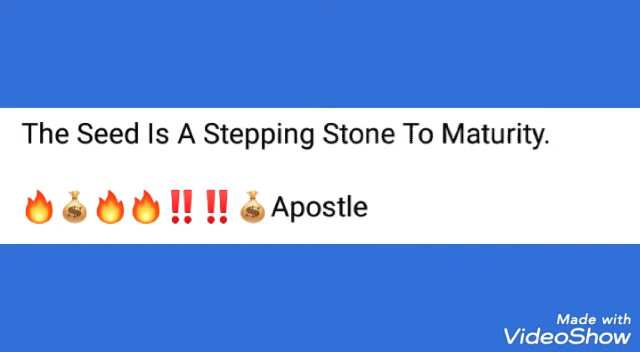 The Seed Is A Stepping Stone To Maturity.
🔥💰🔥🔥‼️‼️💰Apostle
Made with
VideoShow